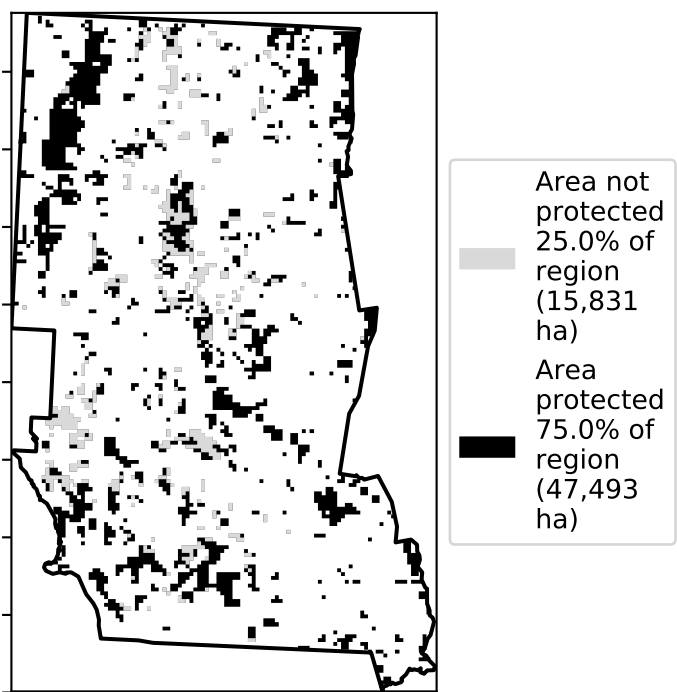 Area not
protected
25.0% of
region
(15,831
ha)
Area
protected
75.0% of
region
(47,493
ha)